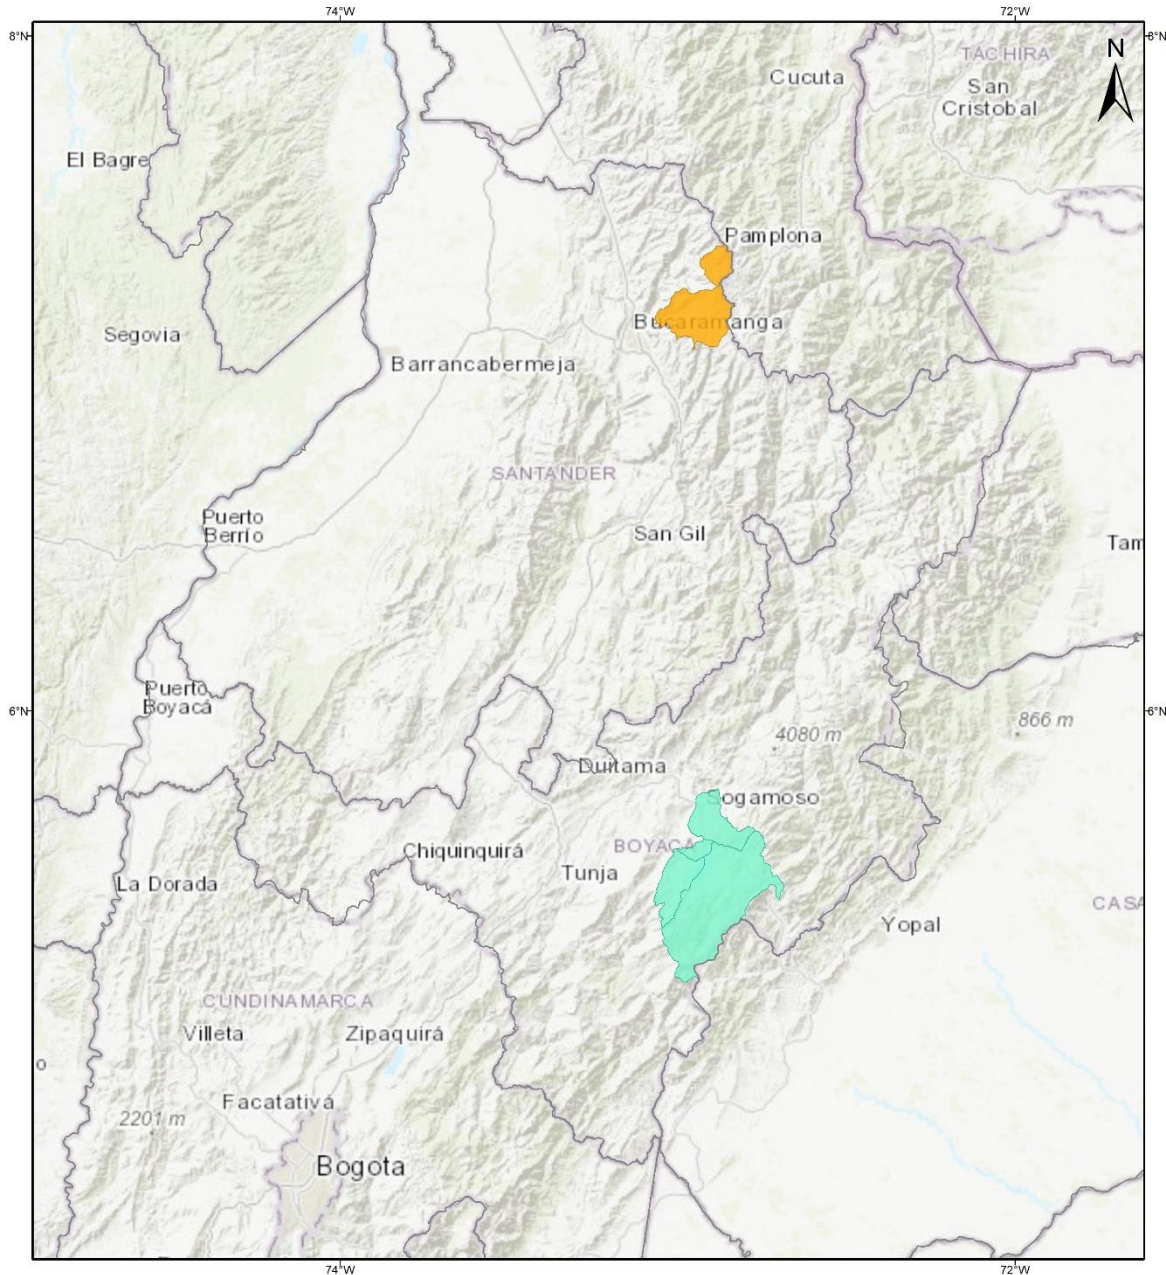 74°W
72°W
8°N
8°N
N
TACHIRA
Cucuta
San
Cristobal
El Bagre
Pamplona
Bucaramanga
Segovia
Barrancabermeja
SANTANDER
Puerto
Berrío
San Gil
Tam
Puerto
Boyacá
6°N
6°N
866 m
4080 m
Duitama
Sogamoso
BOYACA
Chiquinquirá
Tunja
La Dorada
CASA
Yopal
CUNDINAMARCA
Villeta
Zipaquirá
o
Facatativá
2201 m
Bogota
74°W
72°W